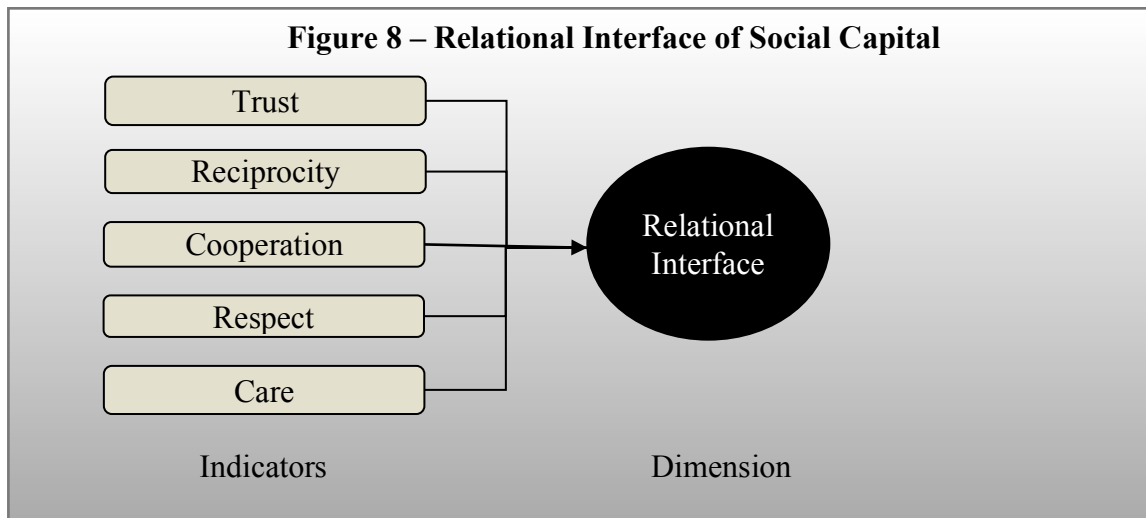 Figure 8 – Relational Interface of Social Capital
Trust
Reciprocity
Cooperation
Respect
Care
Relational
Interface
Indicators
Dimension